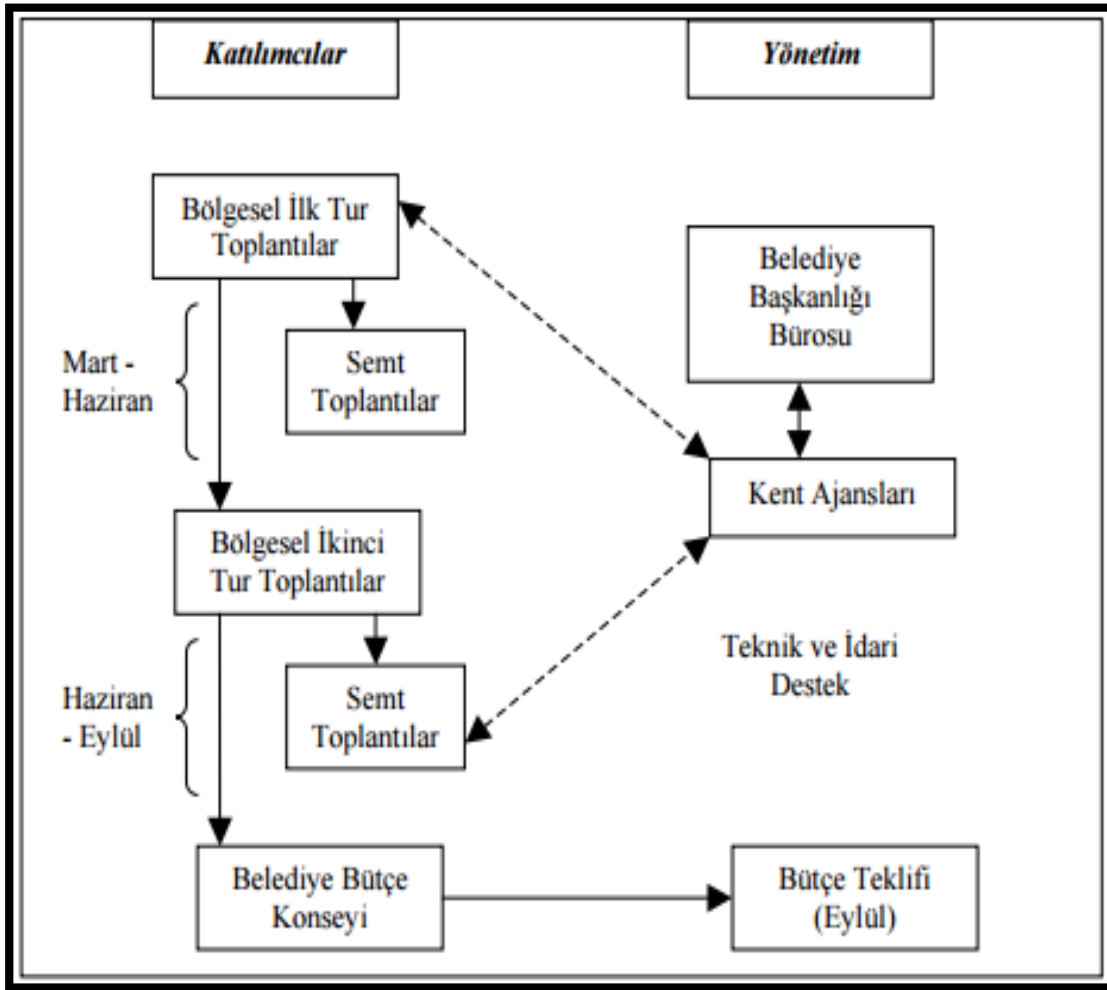 Katılımcılar
Yönetim
Bölgesel İlk Tur
Toplantılar
Belediye
Başkanlığı
Bürosu
Mart -
Haziran
Semt
Toplantılar
Kent Ajansları
Bölgesel İkinci
Tur Toplantılar
Teknik ve İdari
Destek
Haziran
- Eylül
Semt
Toplantılar
Belediye Bütçe
Konseyi
Bütçe Teklifi
(Eylül)